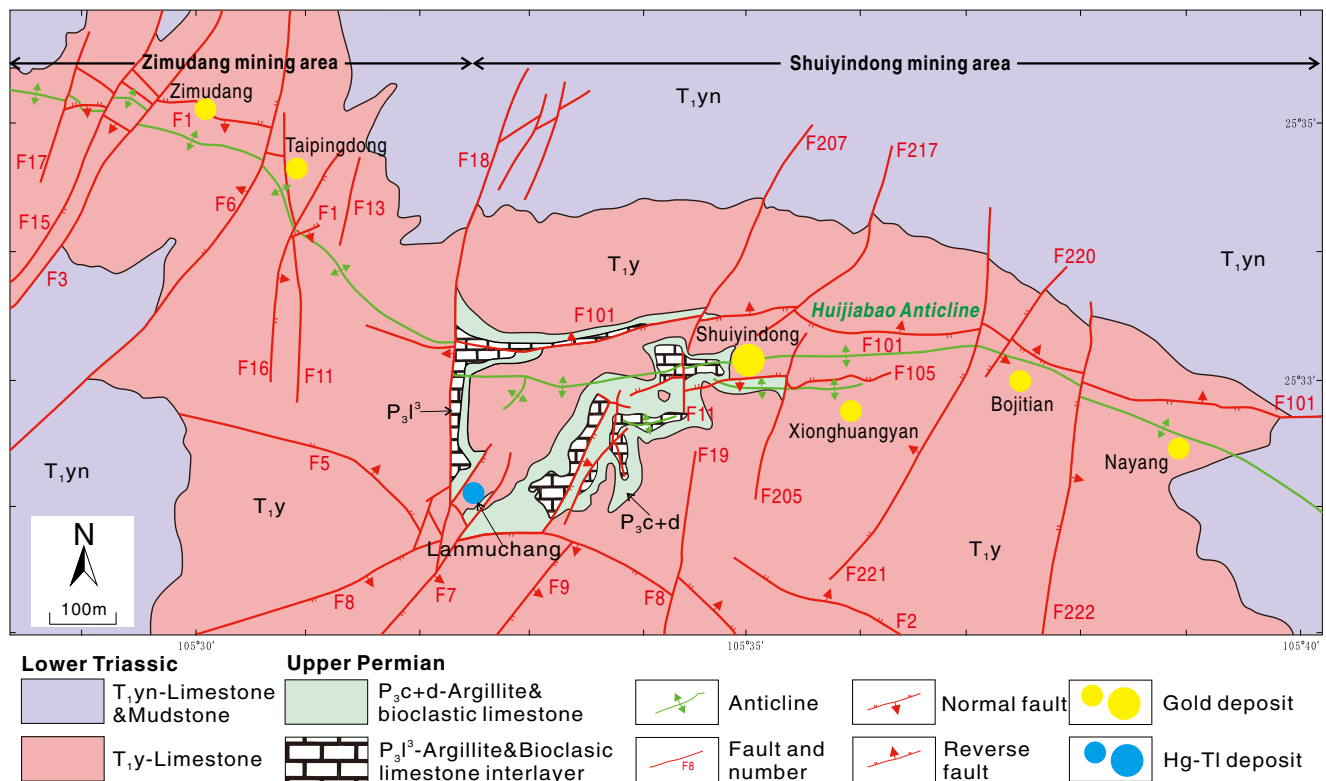 Zimudang mining area
Shuiyindong mining area
T₁yn
Zimudang
F1
25°35′
Taipingdong
F207
F217
F18
F17
F6
F1
F13
F15
F3
T₁y
T₁yn
F220
Huijiabao Anticline
F101
Shuiyindong
F101
T₁y
F16
F11
F105
25°33′
Bojitian
F101
P₃l³
F11
Xionghuangyan
Nayang
F5
F19
T₁yn
T₁y
F205
P₃c+d
T₁y
N
Lanmuchang
F221
100m
F8
F7
F9
F8
F2
F222
105°30′
105°35′
105°40′
Lower Triassic
T₁yn-Limestone
&Mudstone
T₁y-Limestone
Upper Permian
P₃c+d-Argillite&
bioclastic limestone
P₃l³-Argillite&Bioclasic
limestone interlayer
Anticline
F8
Fault and
number
Normal fault
Reverse
fault
Gold deposit
Hg-Tl deposit